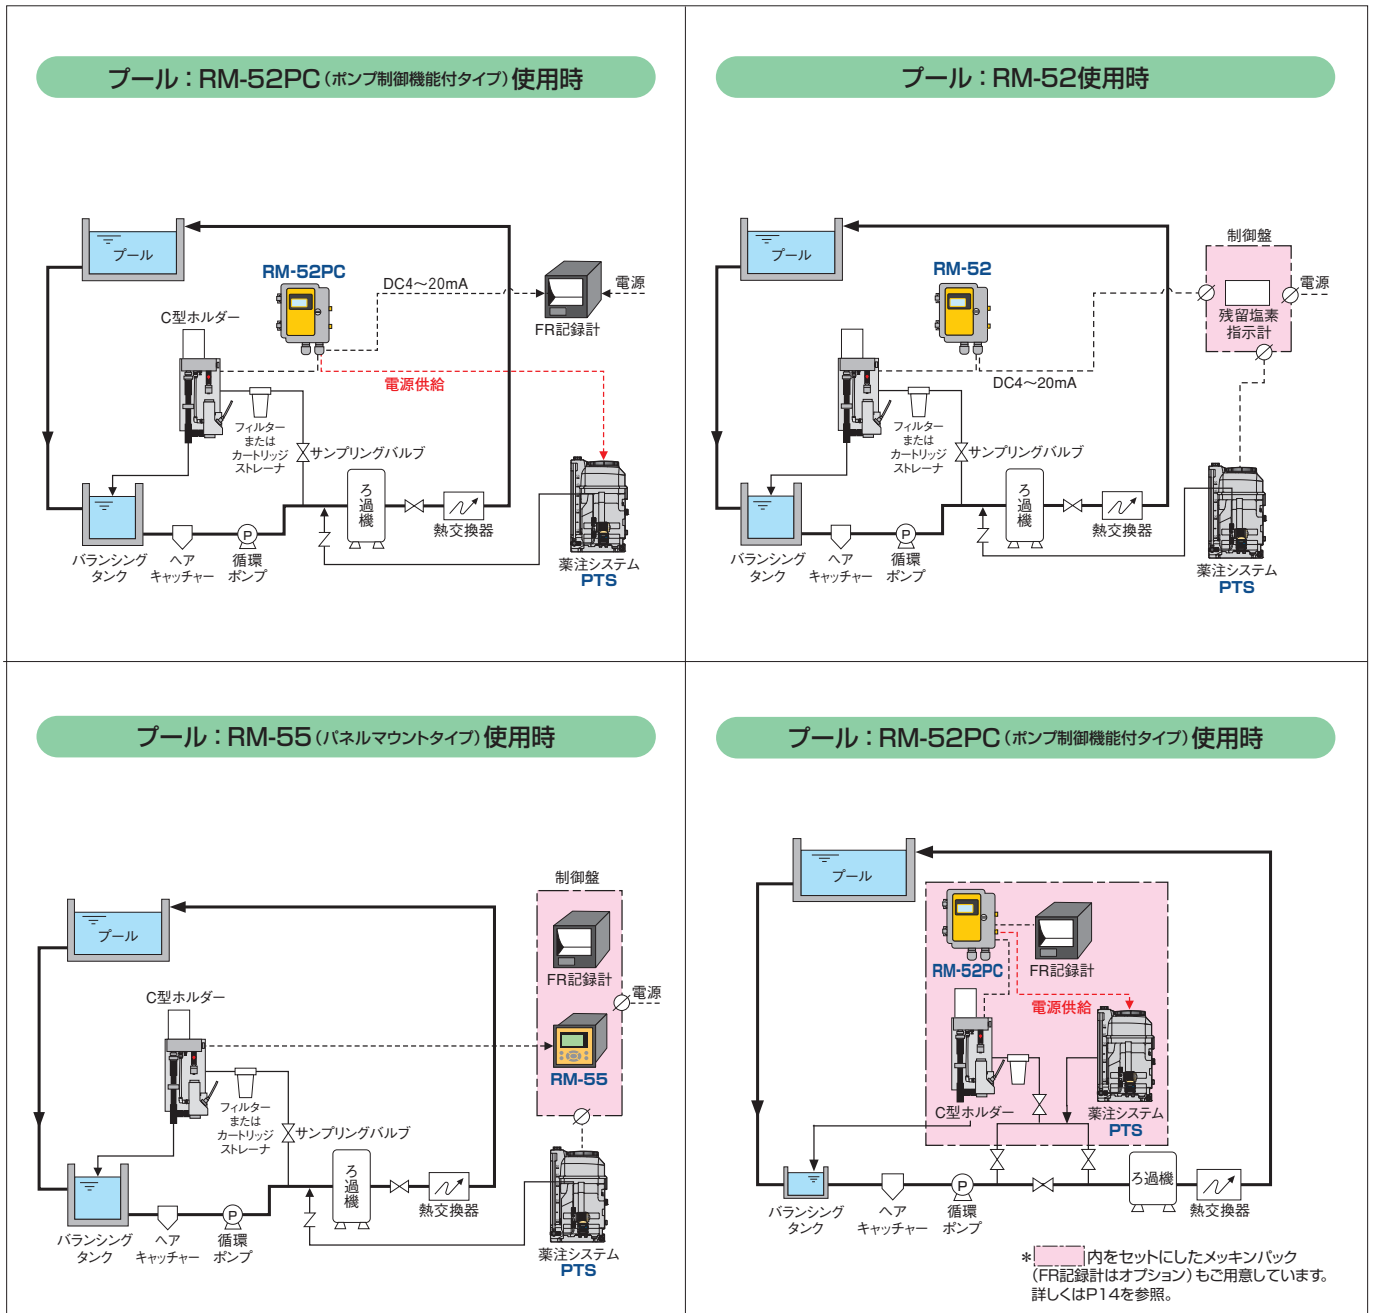 プール：RM-52PC（ポンプ制御機能付タイプ）使用時
プール
RM-52PC
DC4〜20mA
電源
FR記録計
C型ホルダー
電源供給
フィルター
または
カートリッジ
ストレーナ
サンプリングバルブ
ろ過機
熱交換器
P
バランシング
タンク
ヘア
キャッチャー
循環
ポンプ
薬注システム
PTS
プール：RM-52使用時
プール
制御盤
RM-52
電源
残留塩素
指示計
C型ホルダー
DC4〜20mA
フィルター
または
カートリッジ
ストレーナ
サンプリングバルブ
ろ過機
熱交換器
P
バランシング
タンク
ヘア
キャッチャー
循環
ポンプ
薬注システム
PTS
プール：RM-55（パネルマウントタイプ）使用時
制御盤
プール
FR記録計
電源
C型ホルダー
RM-55
フィルター
または
カートリッジ
ストレーナ
サンプリングバルブ
ろ過機
熱交換器
P
バランシング
タンク
ヘア
キャッチャー
循環
ポンプ
薬注システム
PTS
プール：RM-52PC（ポンプ制御機能付タイプ）使用時
プール
RM-52PC
FR記録計
電源供給
C型ホルダー
薬注システム
PTS
ろ過機
P
バランシング
タンク
ヘア
キャッチャー
循環
ポンプ
熱交換器
＊内をセットにしたメッキンパック
（FR記録計はオプション）もご用意しています。
詳しくはP14を参照。